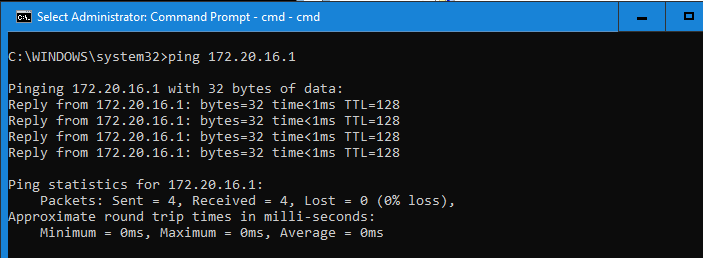 Select Administrator: Command Prompt - cmd - cmd
C:\WINDOWS\system32>ping 172.20.16.1
Pinging 172.20.16.1 with 32 bytes of data:
Reply from 172.20.16.1: bytes=32 time<1ms TTL=128
Reply from 172.20.16.1: bytes=32 time<1ms TTL=128
Reply from 172.20.16.1: bytes=32 time<1ms TTL=128
Reply from 172.20.16.1: bytes=32 time<1ms TTL=128
Ping statistics for 172.20.16.1:
    Packets: Sent = 4, Received = 4, Lost = 0 (0% loss),
Approximate round trip times in milli-seconds:
    Minimum = 0ms, Maximum = 0ms, Average = 0ms